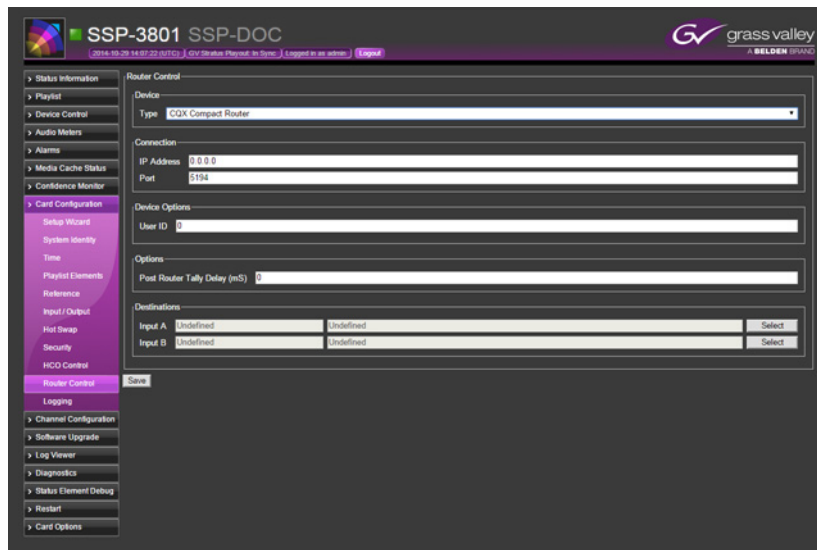 SSP-3801 SSP-DOC
2014-10-29 14:07:22 (UTC) GV Stratus Playout: In Sync Logged in as admin Logout
GV grass valley
A BELDEN BRAND
Status Information
Playlist
Device Control
Audio Meters
Alarms
Media Cache Status
Confidence Monitor
Card Configuration
Setup Wizard
System Identity
Time
Playlist Elements
Reference
Input / Output
Hot Swap
Security
HCO Control
Router Control
Logging
Channel Configuration
Software Upgrade
Log Viewer
Diagnostics
Status Element Debug
Restart
Card Options
Router Control
Device
Type CQX Compact Router
Connection
IP Address 0.0.0.0
Port 5194
Device Options
User ID 0
Options
Post Router Tally Delay (mS) 0
Destinations
Input A Undefined Undefined Select
Input B Undefined Undefined Select
Save